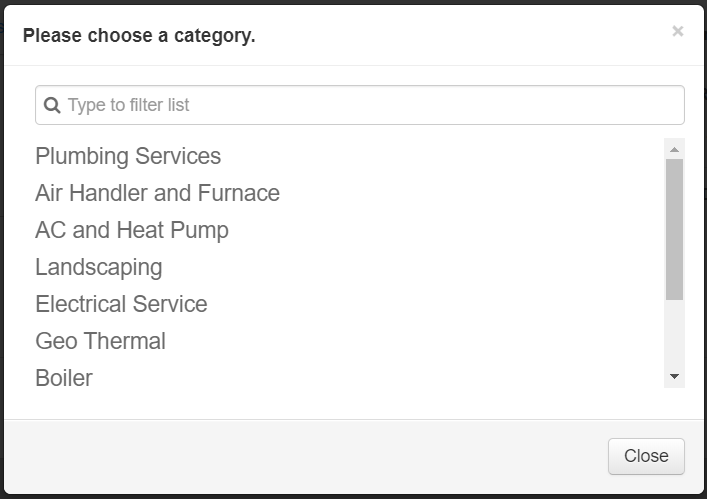 Please choose a category.
×
Type to filter list
Plumbing Services
Air Handler and Furnace
AC and Heat Pump
Landscaping
Electrical Service
Geo Thermal
Boiler
Close